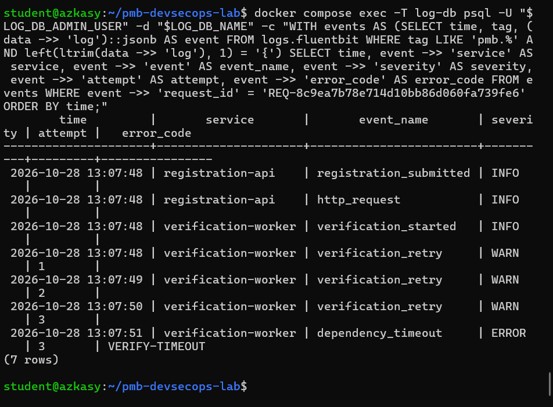 student@azkasy:~/pmb-devsecops-lab$ docker compose exec -T log-db psql -U "$
LOG_DB_ADMIN_USER" -d "$LOG_DB_NAME" -c "WITH events AS (SELECT time, tag, (
data ->> 'log')::jsonb AS event FROM logs.fluentbit WHERE tag LIKE 'pmb.%' A
ND left(ltrim(data ->> 'log'), 1) = '{') SELECT time, event ->> 'service' AS
 service, event ->> 'event' AS event_name, event ->> 'severity' AS severity,
 event ->> 'attempt' AS attempt, event ->> 'error_code' AS error_code FROM e
vents WHERE event ->> 'request_id' = 'REQ-8c9ea7b78e714d10bb86d060fa739fe6'
ORDER BY time;"
        time         |       service       |       event_name       | severi
ty | attempt |   error_code
---------------------+---------------------+------------------------+-------
---+---------+----------------
 2026-10-28 13:07:48 | registration-api    | registration_submitted | INFO
   |         |
 2026-10-28 13:07:48 | registration-api    | http_request           | INFO
   |         |
 2026-10-28 13:07:48 | verification-worker | verification_started   | INFO
   |         |
 2026-10-28 13:07:48 | verification-worker | verification_retry     | WARN
   | 1       |
 2026-10-28 13:07:49 | verification-worker | verification_retry     | WARN
   | 2       |
 2026-10-28 13:07:50 | verification-worker | verification_retry     | WARN
   | 3       |
 2026-10-28 13:07:51 | verification-worker | dependency_timeout     | ERROR
   | 3       | VERIFY-TIMEOUT
(7 rows)
student@azkasy:~/pmb-devsecops-lab$